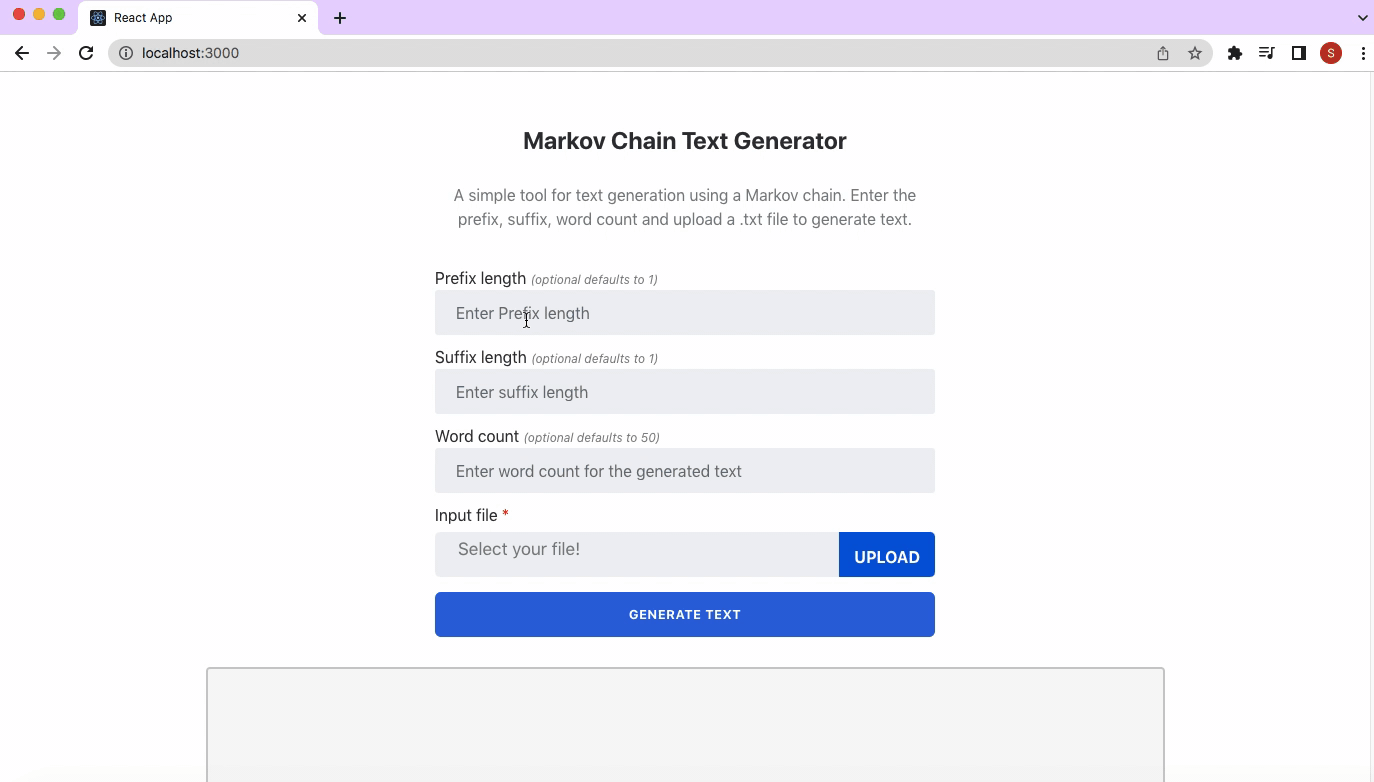 React App
localhost:3000
S
Markov Chain Text Generator
A simple tool for text generation using a Markov chain. Enter the
prefix, suffix, word count and upload a .txt file to generate text.
Prefix length (optional defaults to 1)
Enter Prefix length
Suffix length (optional defaults to 1)
Enter suffix length
Word count (optional defaults to 50)
Enter word count for the generated text
Input file *
Select your file!
UPLOAD
GENERATE TEXT